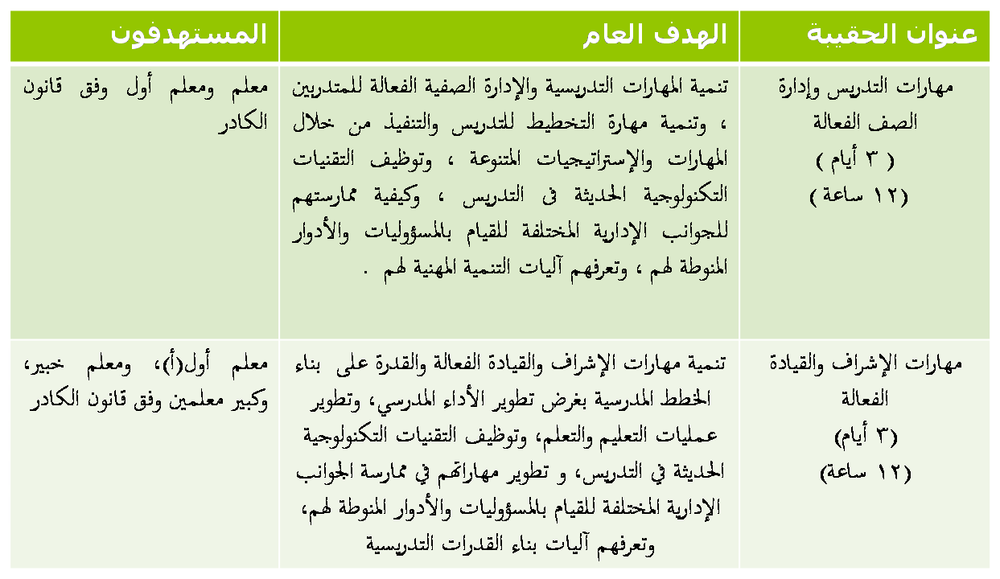 عنوان الحقيبة
الهدف العام
المستهدفون
مهارات التدريس وإدارة
الصف الفعالة
( ٣ أيام )
(١٢ ساعة )
تنمية المهارات التدريسية والإدارة الصفية الفعالة للمتدربين
، وتنمية مهارة التخطيط للتدريس والتنفيذ من خلال
المهارات والإستراتيجيات المتنوعة ، وتوظيف التقنيات
التكنولوجية الحديثة فى التدريس ، وكيفية ممارستهم
للجوانب الإدارية المختلفة للقيام بالمسؤوليات والأدوار
المنوطة لهم ، وتعرفهم آليات التنمية المهنية لهم .
معلم ومعلم أول وفق قانون
الكادر
مهارات الإشراف والقيادة
الفعالة
(٣ أيام)
(١٢ ساعة)
تنمية مهارات الإشراف والقيادة الفعالة والقدرة على بناء
الخطط المدرسية بغرض تطوير الأداء المدرسي، وتطوير
عمليات التعليم والتعلم، وتوظيف التقنيات التكنولوجية
الحديثة في التدريس، و تطوير مهاراتهم في ممارسة الجوانب
الإدارية المختلفة للقيام بالمسؤوليات والأدوار المنوطة لهم،
وتعرفهم آليات بناء القدرات التدريسية
معلم أول(أ)، ومعلم خبير،
وكبير معلمين وفق قانون الكادر